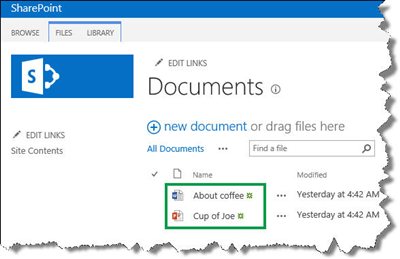 SharePoint
BROWSE FILES LIBRARY
EDIT LINKS
S
Documents
new document or drag files here
EDIT LINKS
Site Contents
All Documents ... Find a file
Name Modified
About coffee ... Yesterday at 4:42 AM
Cup of Joe ... Yesterday at 4:42 AM